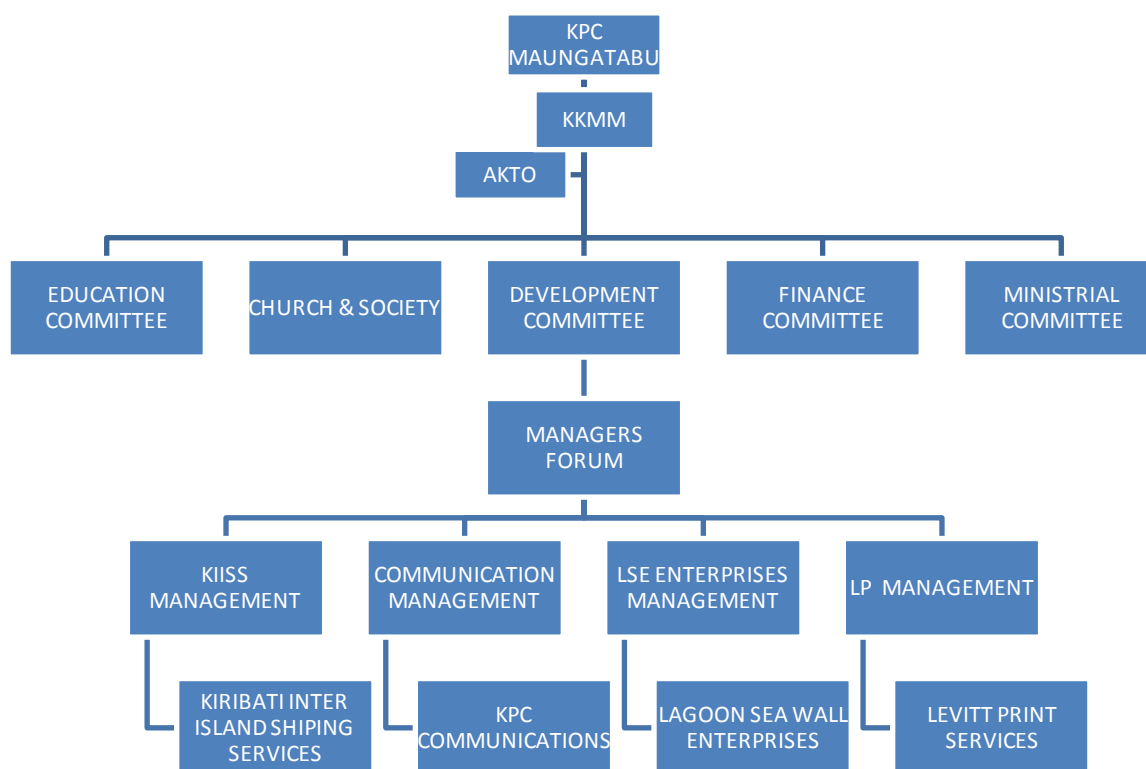 KPC
MAUNGATABU
KKMM
AKTO
EDUCATION
COMMITTEE
CHURCH & SOCIETY
DEVELOPMENT
COMMITTEE
FINANCE
COMMITTEE
MINISTRIAL
COMMITTEE
MANAGERS
FORUM
KIISS
MANAGEMENT
COMMUNICATION
MANAGEMENT
LSE ENTERPRISES
MANAGEMENT
LP MANAGEMENT
KIRIBATI INTER
ISLAND SHIPING
SERVICES
KPC
COMMUNICATIONS
LAGOON SEA WALL
ENTERPRISES
LEVITT PRINT
SERVICES